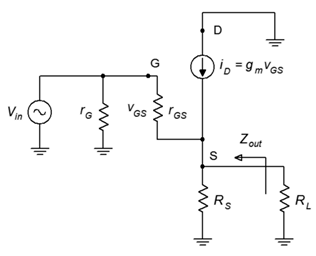 D
G
i_D = g_m v_GS
V_in
r_G
v_GS
r_GS
S
Z_out
R_S
R_L